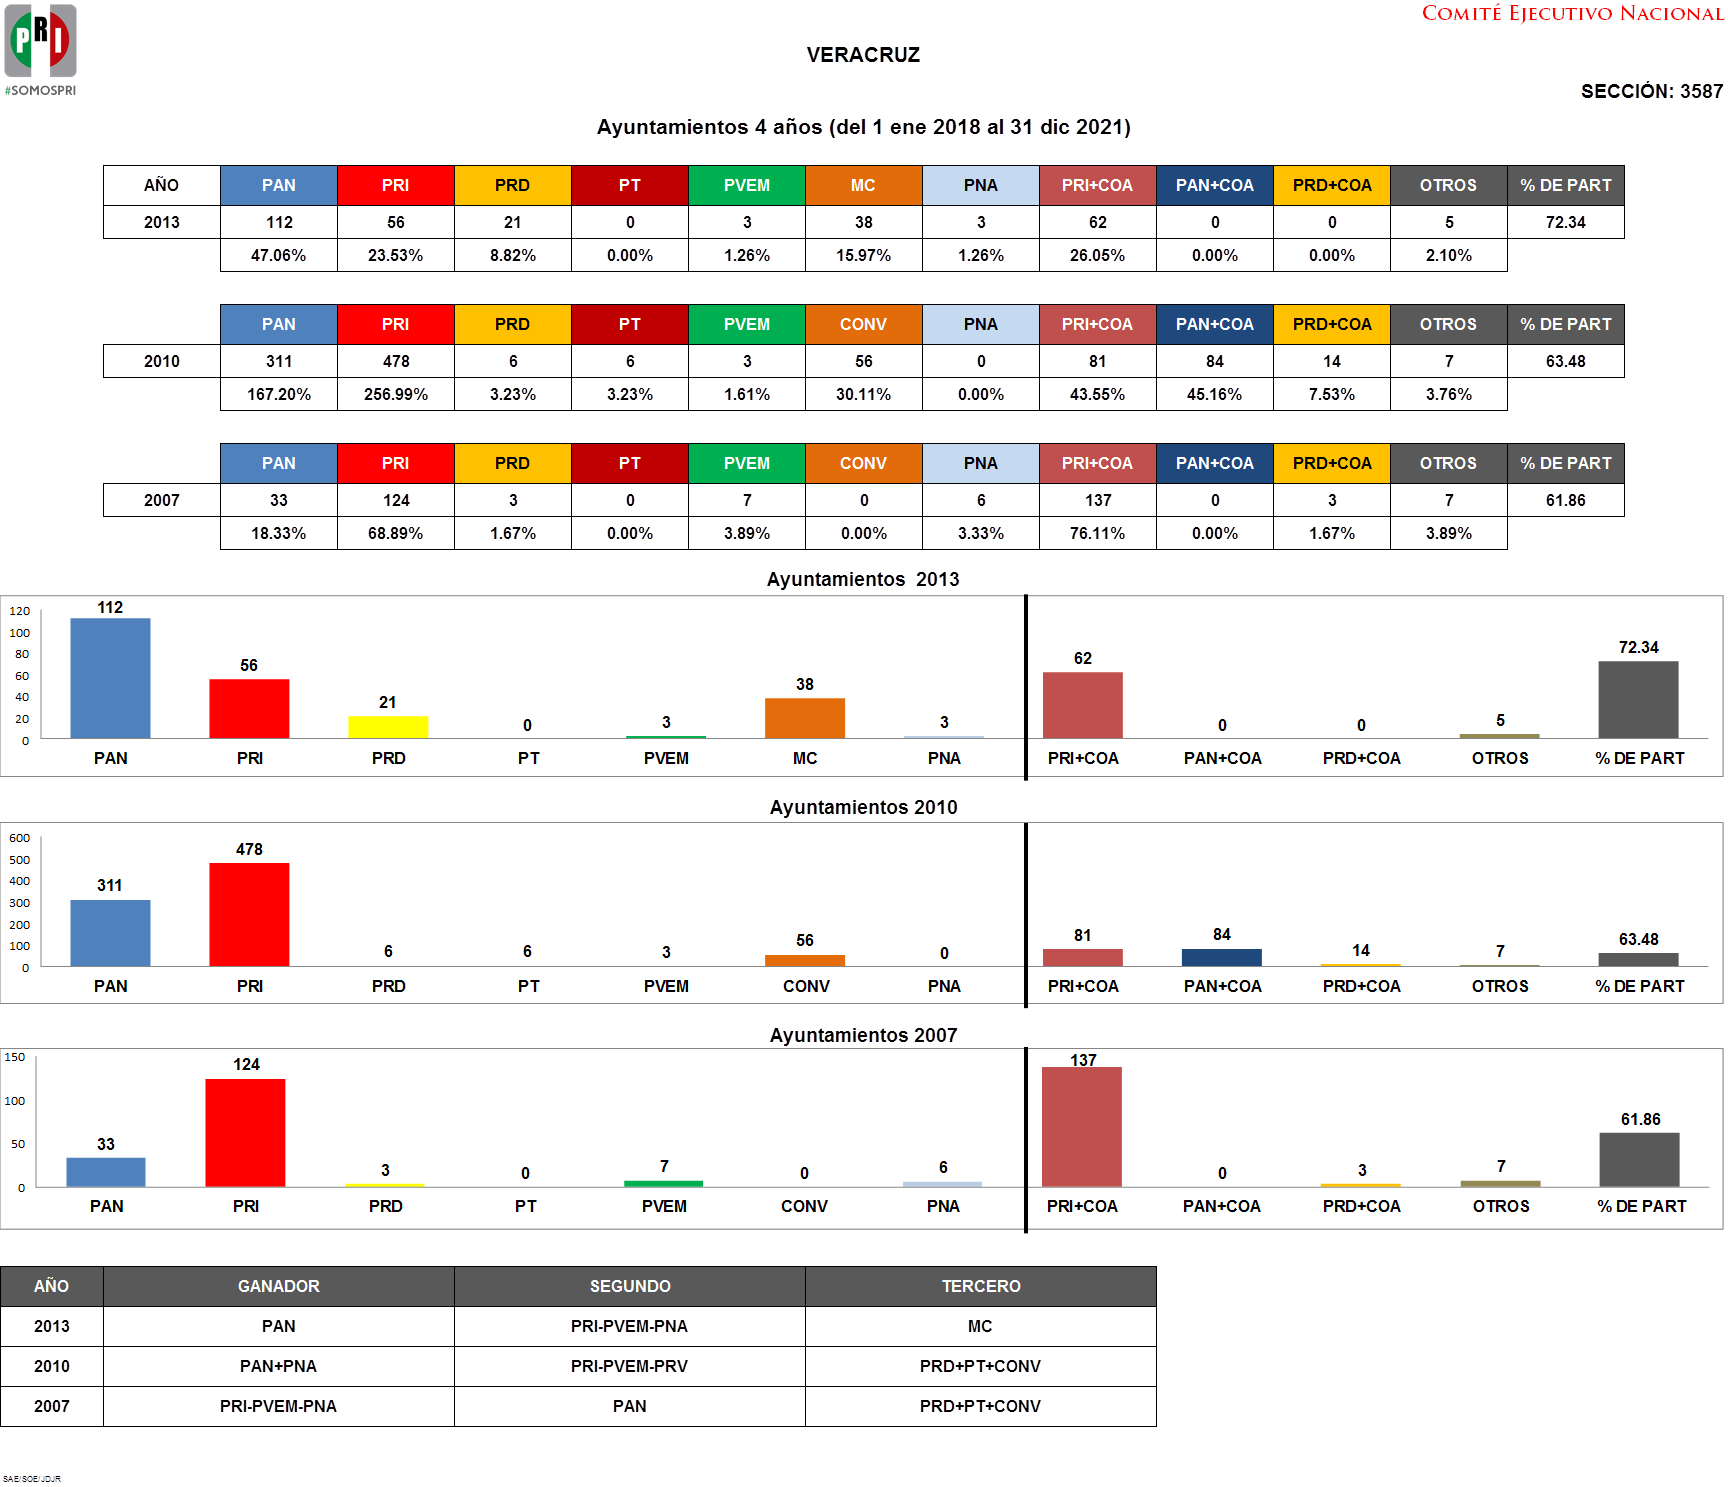 PRI
#SOMOSPRI
COMITÉ EJECUTIVO NACIONAL
VERACRUZ
SECCIÓN: 3587
Ayuntamientos 4 años (del 1 ene 2018 al 31 dic 2021)
AÑO PAN PRI PRD PT PVEM MC PNA PRI+COA PAN+COA PRD+COA OTROS % DE PART
2013 112 56 21 0 3 38 3 62 0 0 5 72.34
47.06% 23.53% 8.82% 0.00% 1.26% 15.97% 1.26% 26.05% 0.00% 0.00% 2.10%
PAN PRI PRD PT PVEM CONV PNA PRI+COA PAN+COA PRD+COA OTROS % DE PART
2010 311 478 6 6 3 56 0 81 84 14 7 63.48
167.20% 256.99% 3.23% 3.23% 1.61% 30.11% 0.00% 43.55% 45.16% 7.53% 3.76%
PAN PRI PRD PT PVEM CONV PNA PRI+COA PAN+COA PRD+COA OTROS % DE PART
2007 33 124 3 0 7 0 6 137 0 3 7 61.86
18.33% 68.89% 1.67% 0.00% 3.89% 0.00% 3.33% 76.11% 0.00% 1.67% 3.89%
Ayuntamientos 2013
120
100
80
60
40
20
0
112 56 21 0 3 38 3 62 0 0 5 72.34
PAN PRI PRD PT PVEM MC PNA PRI+COA PAN+COA PRD+COA OTROS % DE PART
Ayuntamientos 2010
600
500
400
300
200
100
0
311 478 6 6 3 56 0 81 84 14 7 63.48
PAN PRI PRD PT PVEM CONV PNA PRI+COA PAN+COA PRD+COA OTROS % DE PART
Ayuntamientos 2007
150
100
50
0
33 124 3 0 7 0 6 137 0 3 7 61.86
PAN PRI PRD PT PVEM CONV PNA PRI+COA PAN+COA PRD+COA OTROS % DE PART
AÑO GANADOR SEGUNDO TERCERO
2013 PAN PRI-PVEM-PNA MC
2010 PAN+PNA PRI-PVEM-PRV PRD+PT+CONV
2007 PRI-PVEM-PNA PAN PRD+PT+CONV
SAE/SOE/JDJR